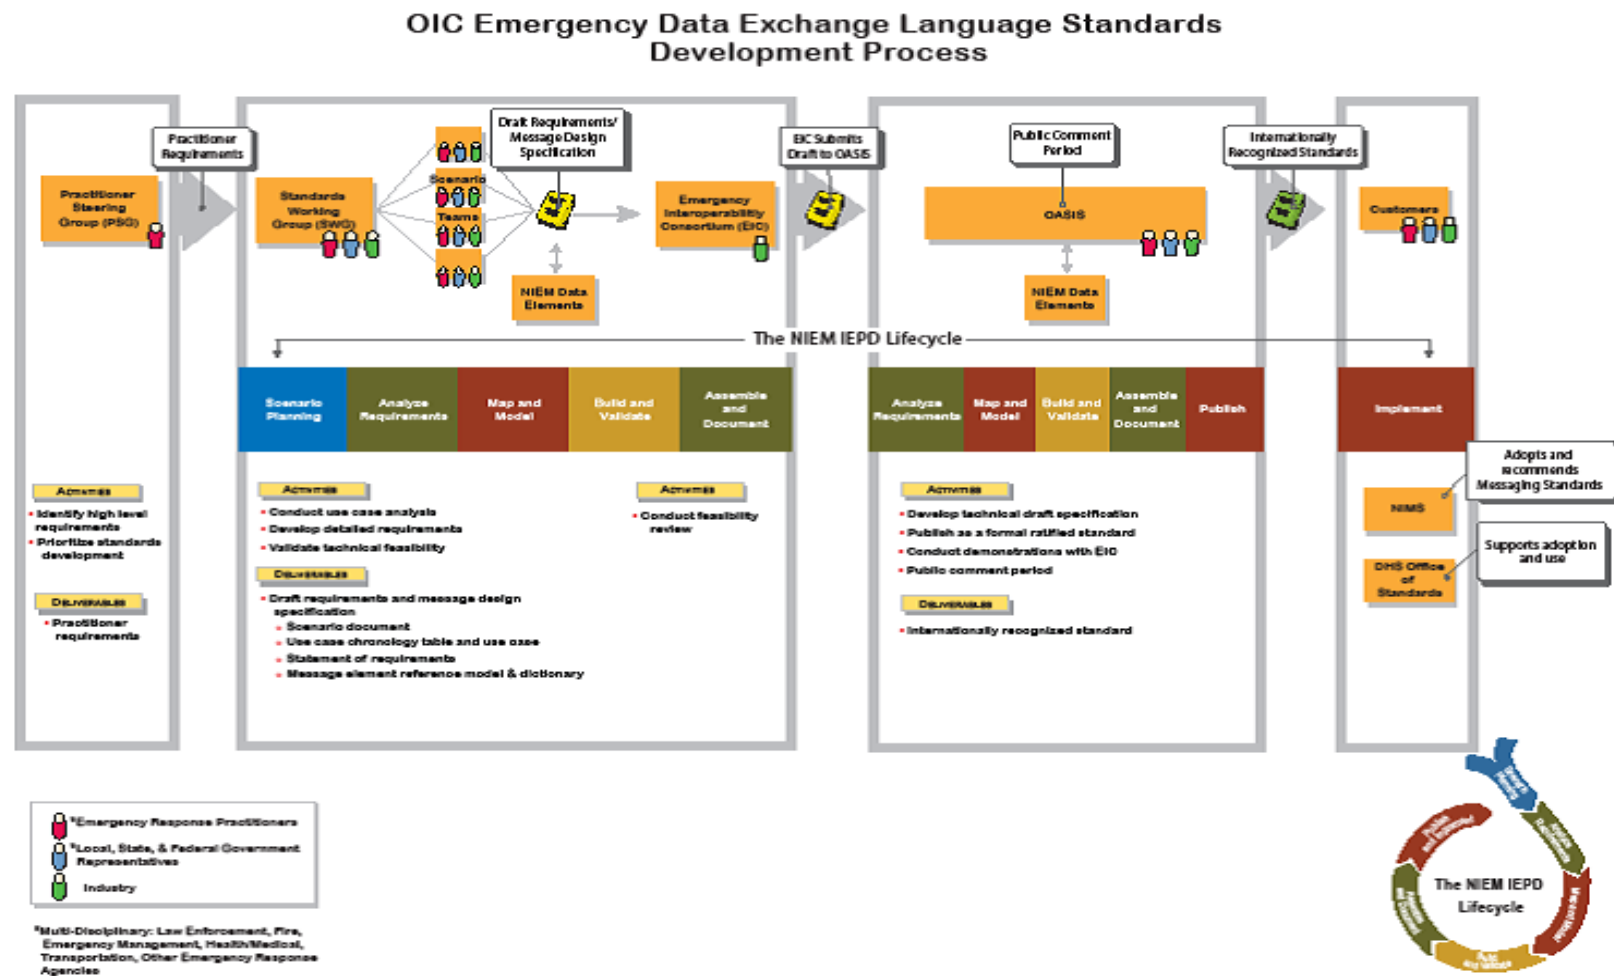 OIC Emergency Data Exchange Language Standards
Development Process
Practitioner
Requirements
Draft Requirements/
Message Design
Specification
EIC Submits
Draft to OASIS
Public Comment
Period
Internationally
Recognized Standards
Practitioner
Steering
Group (PSG)
Standards
Working
Group (SWG)
Scenario
Teams
Emergency
Interoperability
Consortium (EIC)
OASIS
Customers
NIEM Data
Elements
NIEM Data
Elements
The NIEM IEPD Lifecycle
Scenario
Planning
Analyze
Requirements
Map and
Model
Build and
Validate
Assemble
and
Document
Analyze
Requirements
Map and
Model
Build and
Validate
Assemble
and
Document
Publish
Implement
Activities
• Identify high level
requirements
• Prioritize standards
development
Deliverables
• Practitioner
requirements
Activities
• Conduct use case analysis
• Develop detailed requirements
• Validate technical feasibility
Deliverables
• Draft requirements and message design
specification
• Scenario document
• Use case chronology table and use case
• Statement of requirements
• Message element reference model & dictionary
Activities
• Conduct feasibility
review
Activities
• Develop technical draft specification
• Publish as a formal ratified standard
• Conduct demonstrations with EIC
• Public comment period
Deliverables
• Internationally recognized standard
Adopts and
recommends
Messaging Standards
NIMS
Supports adoption
and use
DHS Office
of
Standards
*Emergency Response Practitioners
*Local, State, & Federal Government
Representatives
Industry
*Multi-Disciplinary: Law Enforcement, Fire,
Emergency Management, Health/Medical,
Transportation, Other Emergency Response
Agencies
The NIEM IEPD
Lifecycle
Map and Model
Build
and Validate